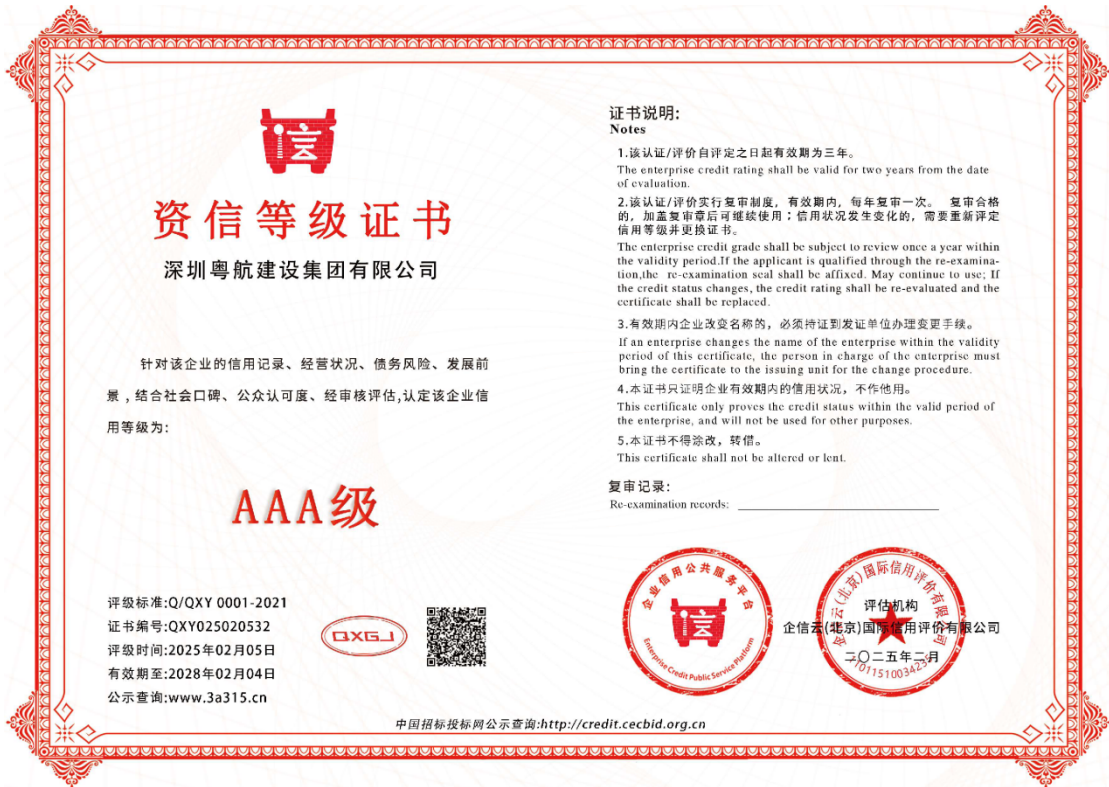 信
资信等级证书
深圳粤航建设集团有限公司
针对该企业的信用记录、经营状况、债务风险、发展前
景，结合社会口碑、公众认可度、经审核评估,认定该企业信
用等级为:
AAA级
评级标准:Q/QXY 0001-2021
证书编号:QXY025020532
评级时间:2025年02月05日
有效期至:2028年02月04日
公示查询:www.3a315.cn
QXGJ
证书说明:
Notes
1.该认证/评价自评定之日起有效期为三年。
The enterprise credit rating shall be valid for two years from the date
of evaluation.
2.该认证/评价实行复审制度，有效期内，每年复审一次。 复审合格
的，加盖复审章后可继续使用；信用状况发生变化的，需要重新评定
信用等级并更换证书。
The enterprise credit grade shall be subject to review once a year within
the validity period.If the applicant is qualified through the re-examina-
tion,the re-examination seal shall be affixed. May continue to use; If
the credit status changes, the credit rating shall be re-evaluated and the
certificate shall be replaced.
3.有效期内企业改变名称的，必须持证到发证单位办理变更手续。
If an enterprise changes the name of the enterprise within the validity
period of this certificate, the person in charge of the enterprise must
bring the certificate to the issuing unit for the change procedure.
4.本证书只证明企业有效期内的信用状况，不作他用。
This certificate only proves the credit status within the valid period of
the enterprise, and will not be used for other purposes.
5.本证书不得涂改，转借。
This certificate shall not be altered or lent.
复审记录:
Re-examination records:
企业信用公共服务平台
信
Enterprise Credit Public Service Platform
企信云(北京)国际信用评价有限公司
评估机构
企信云(北京)国际信用评价有限公司
二〇二五年二月
中国招标投标网公示查询:http://credit.cecbid.org.cn